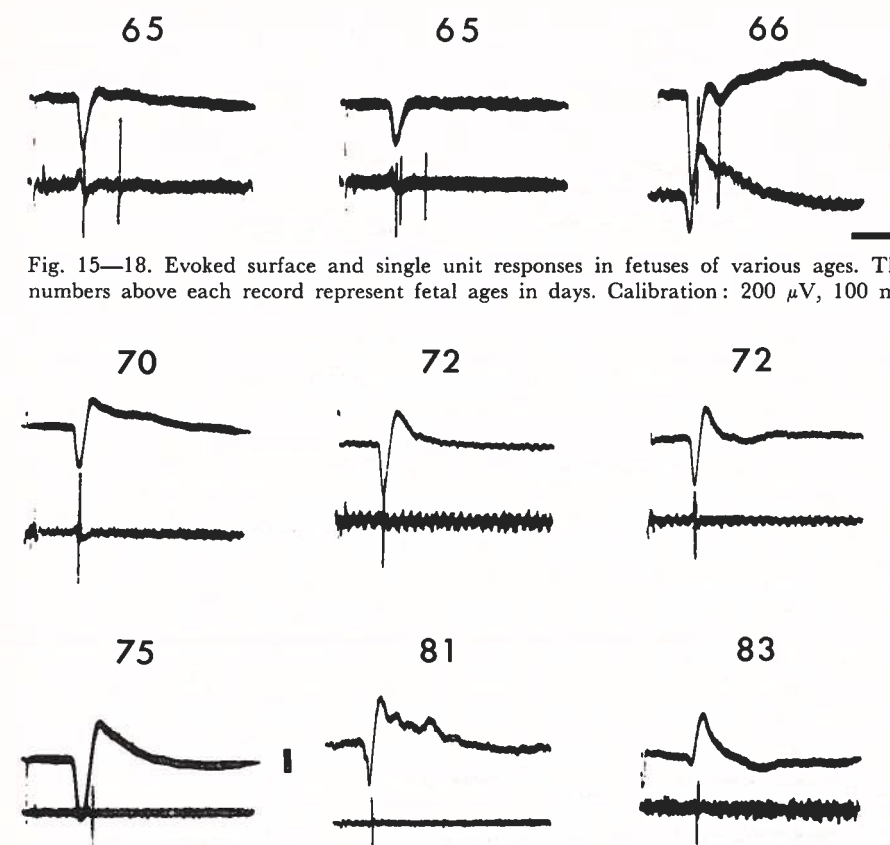 65 65 66
Fig. 15—18. Evoked surface and single unit responses in fetuses of various ages.
numbers above each record represent fetal ages in days. Calibration: 200 μV, 100
70 72 72
75 81 83